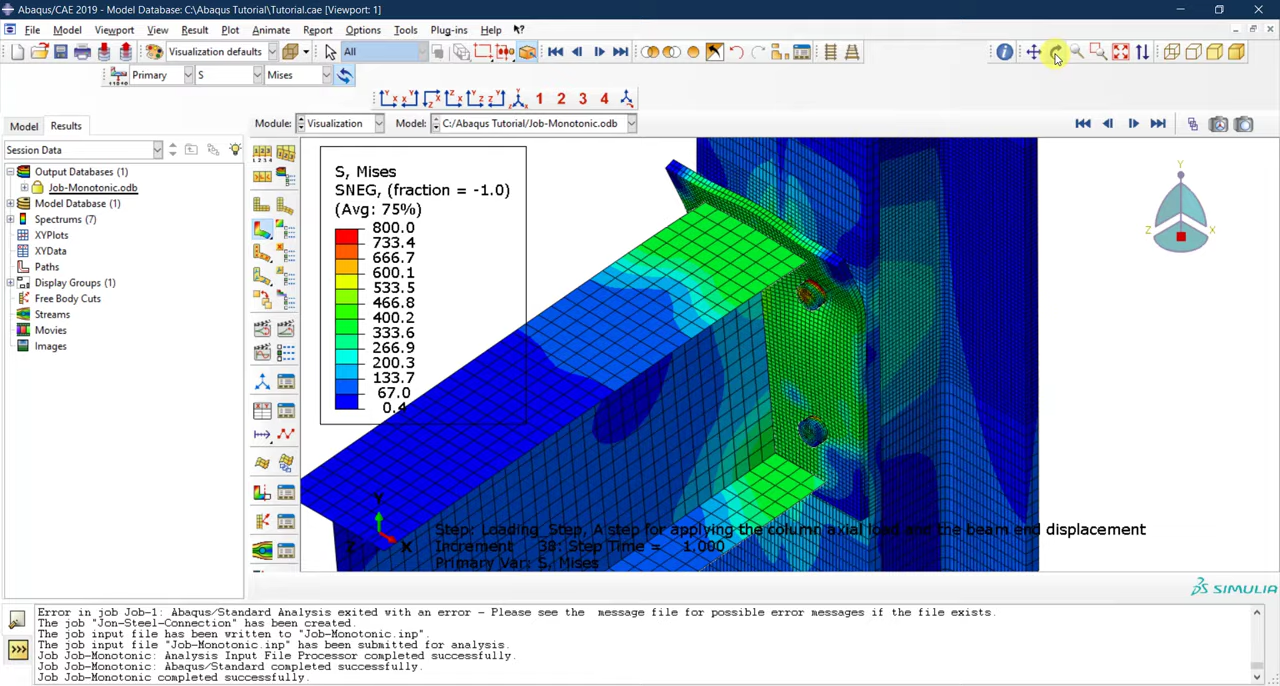 Abaqus/CAE - Model Database: C:\Abaqus Tutorial\Tutorial.cae [Viewport: 1]
File Model Viewport View Result Plot Animate Report Options Tools Plug-ins Help
Visualization defaults All
Primary S Mises
1 2 3 4
Model Results Module: Visualization Model: C:/Abaqus Tutorial/Job-Monotonic.odb
Session Data
Output Databases (1)
Job-Monotonic.odb
Model Database (1)
Spectrums (7)
XYPlots
XYData
Paths
Display Groups (1)
Free Body Cuts
Streams
Movies
Images
S, Mises
SNEG, (fraction = -1.0)
(Avg: 75%)
800.0
733.4
666.7
600.1
533.5
466.8
400.2
333.6
266.9
200.3
133.7
67.0
0.4
Y
Z X
Y
Z X
Step: Loading_Step, A step for applying the column axial load and the beam end displacement
Increment 38: Step Time = 1.000
Primary Var: S, Mises
SIMULIA
Error in job Job-1: Abaqus/Standard Analysis exited with an error - Please see the message file for possible error messages if the file exists.
The job "Jon-Steel-Connection" has been created.
The job input file has been written to "Job-Monotonic.inp".
The job input file "Job-Monotonic.inp" has been submitted for analysis.
Job Job-Monotonic: Analysis Input File Processor completed successfully.
Job Job-Monotonic: Abaqus/Standard completed successfully.
Job Job-Monotonic completed successfully.